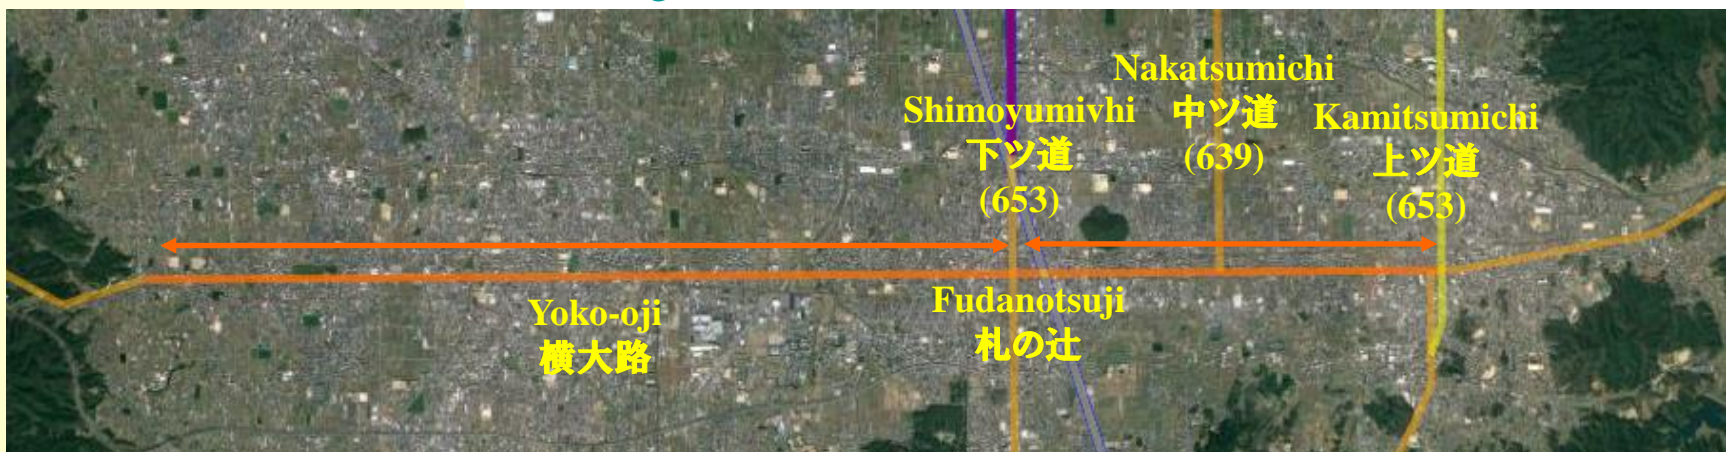 Nakatsumichi
中ツ道
(639)
Shimoyumivhi
下ツ道
(653)
Kamitsumichi
上ツ道
(653)
Yoko-oji
横大路
Fudanotsuji
札の辻